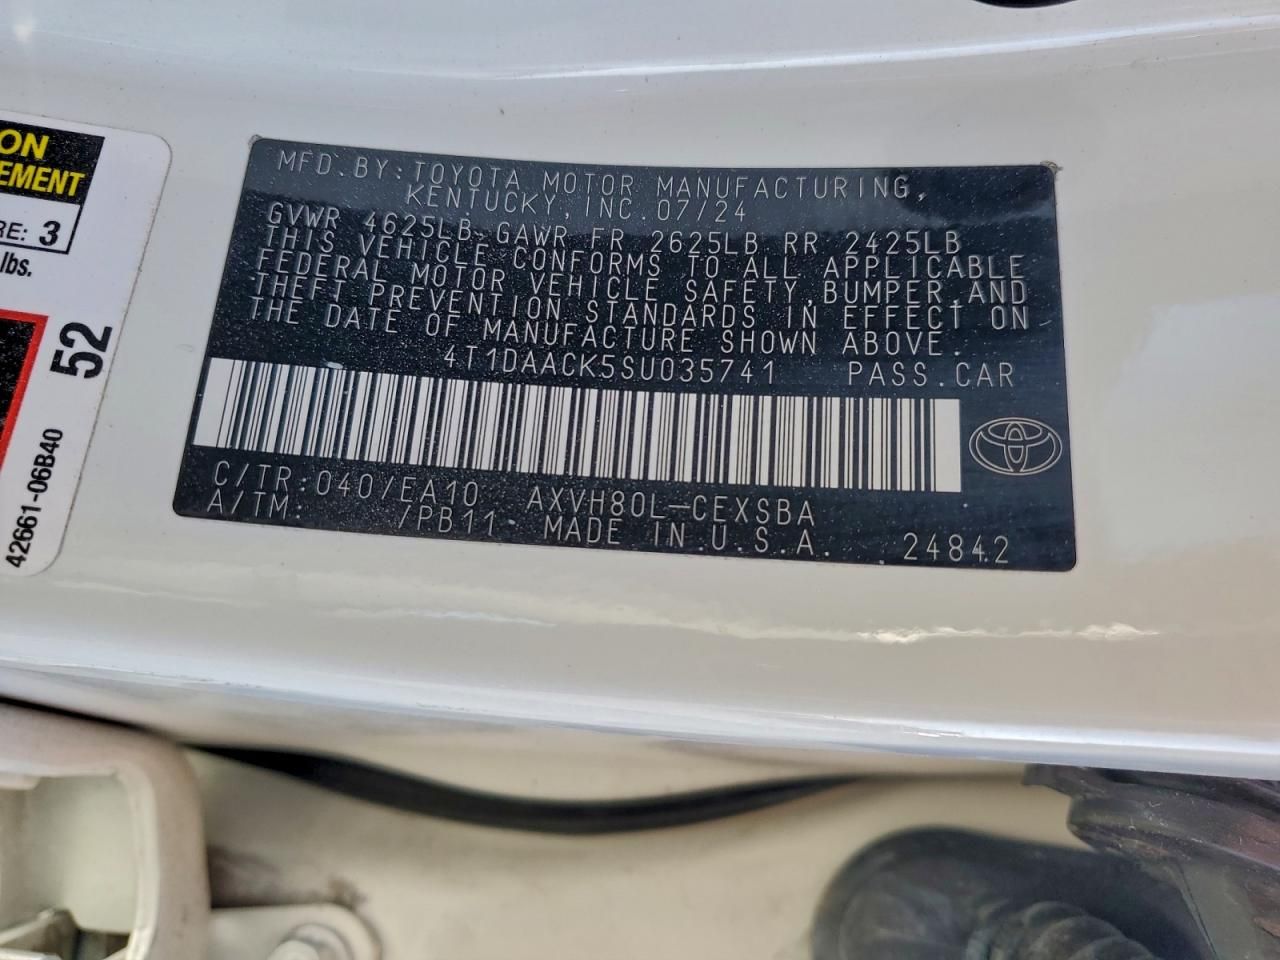 ON
EMENT
RE: 3
lbs.
52
42661-06B40
MFD.BY:TOYOTA MOTOR MANUFACTURING,
KENTUCKY,INC.07/24
GVWR 4625LB GAWR FR 2625LB RR 2425LB
THIS VEHICLE CONFORMS TO ALL APPLICABLE
FEDERAL MOTOR VEHICLE SAFETY,BUMPER,AND
THEFT PREVENTION STANDARDS IN EFFECT ON
THE DATE OF MANUFACTURE SHOWN ABOVE.
4T1DAACK5SU035741 PASS.CAR
C/TR:040/EA10 AXVH80L-CEXSBA
A/TM: /PB11 MADE IN U.S.A. 24842